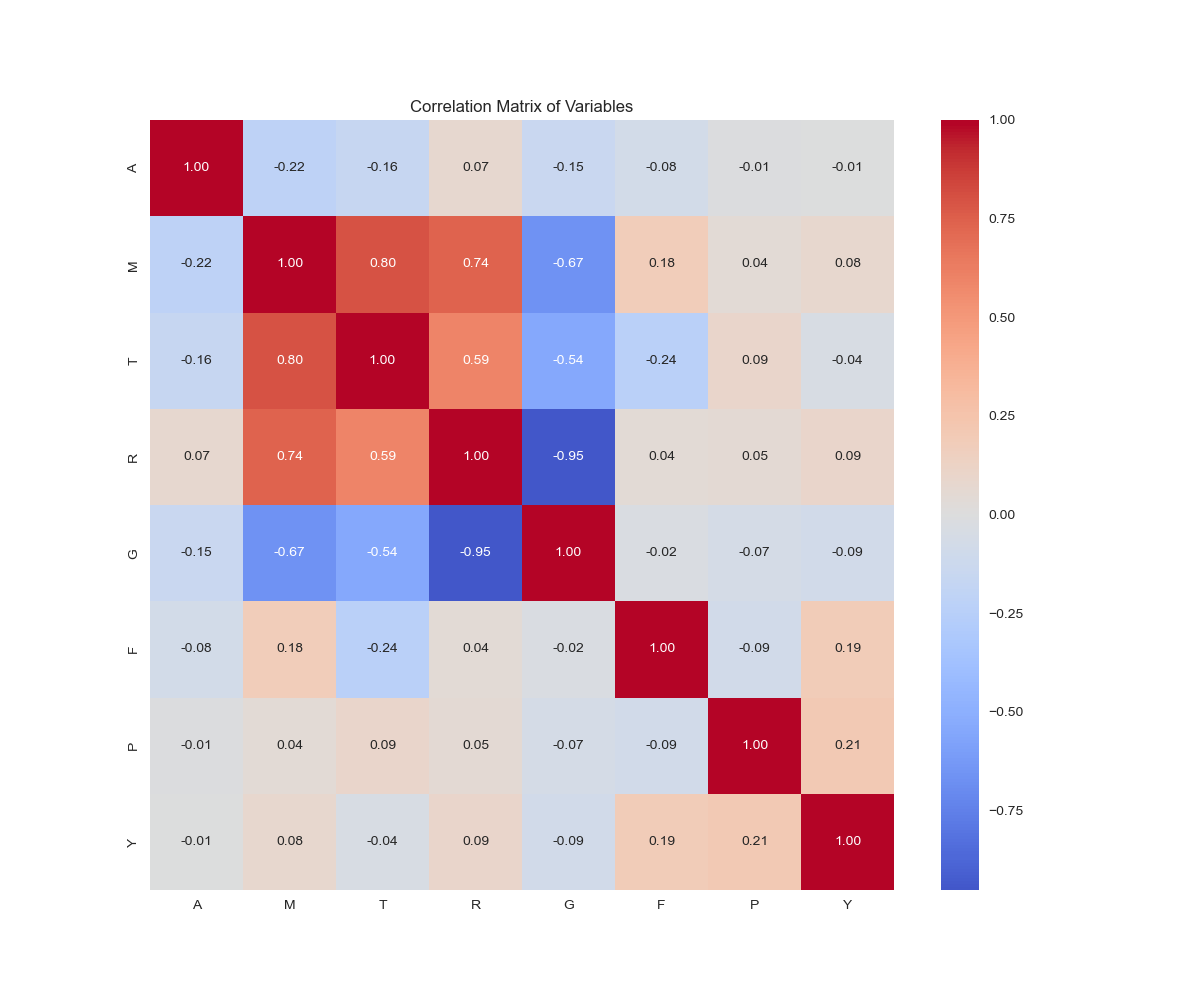 Correlation Matrix of Variables
A 1.00 -0.22 -0.16 0.07 -0.15 -0.08 -0.01 -0.01
M -0.22 1.00 0.80 0.74 -0.67 0.18 0.04 0.08
T -0.16 0.80 1.00 0.59 -0.54 -0.24 0.09 -0.04
R 0.07 0.74 0.59 1.00 -0.95 0.04 0.05 0.09
G -0.15 -0.67 -0.54 -0.95 1.00 -0.02 -0.07 -0.09
F -0.08 0.18 -0.24 0.04 -0.02 1.00 -0.09 0.19
P -0.01 0.04 0.09 0.05 -0.07 -0.09 1.00 0.21
Y -0.01 0.08 -0.04 0.09 -0.09 0.19 0.21 1.00
A M T R G F P Y
1.00
0.75
0.50
0.25
0.00
−0.25
−0.50
−0.75